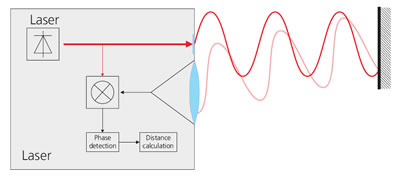 Laser
Phase
detection
Distance
calculation
Laser